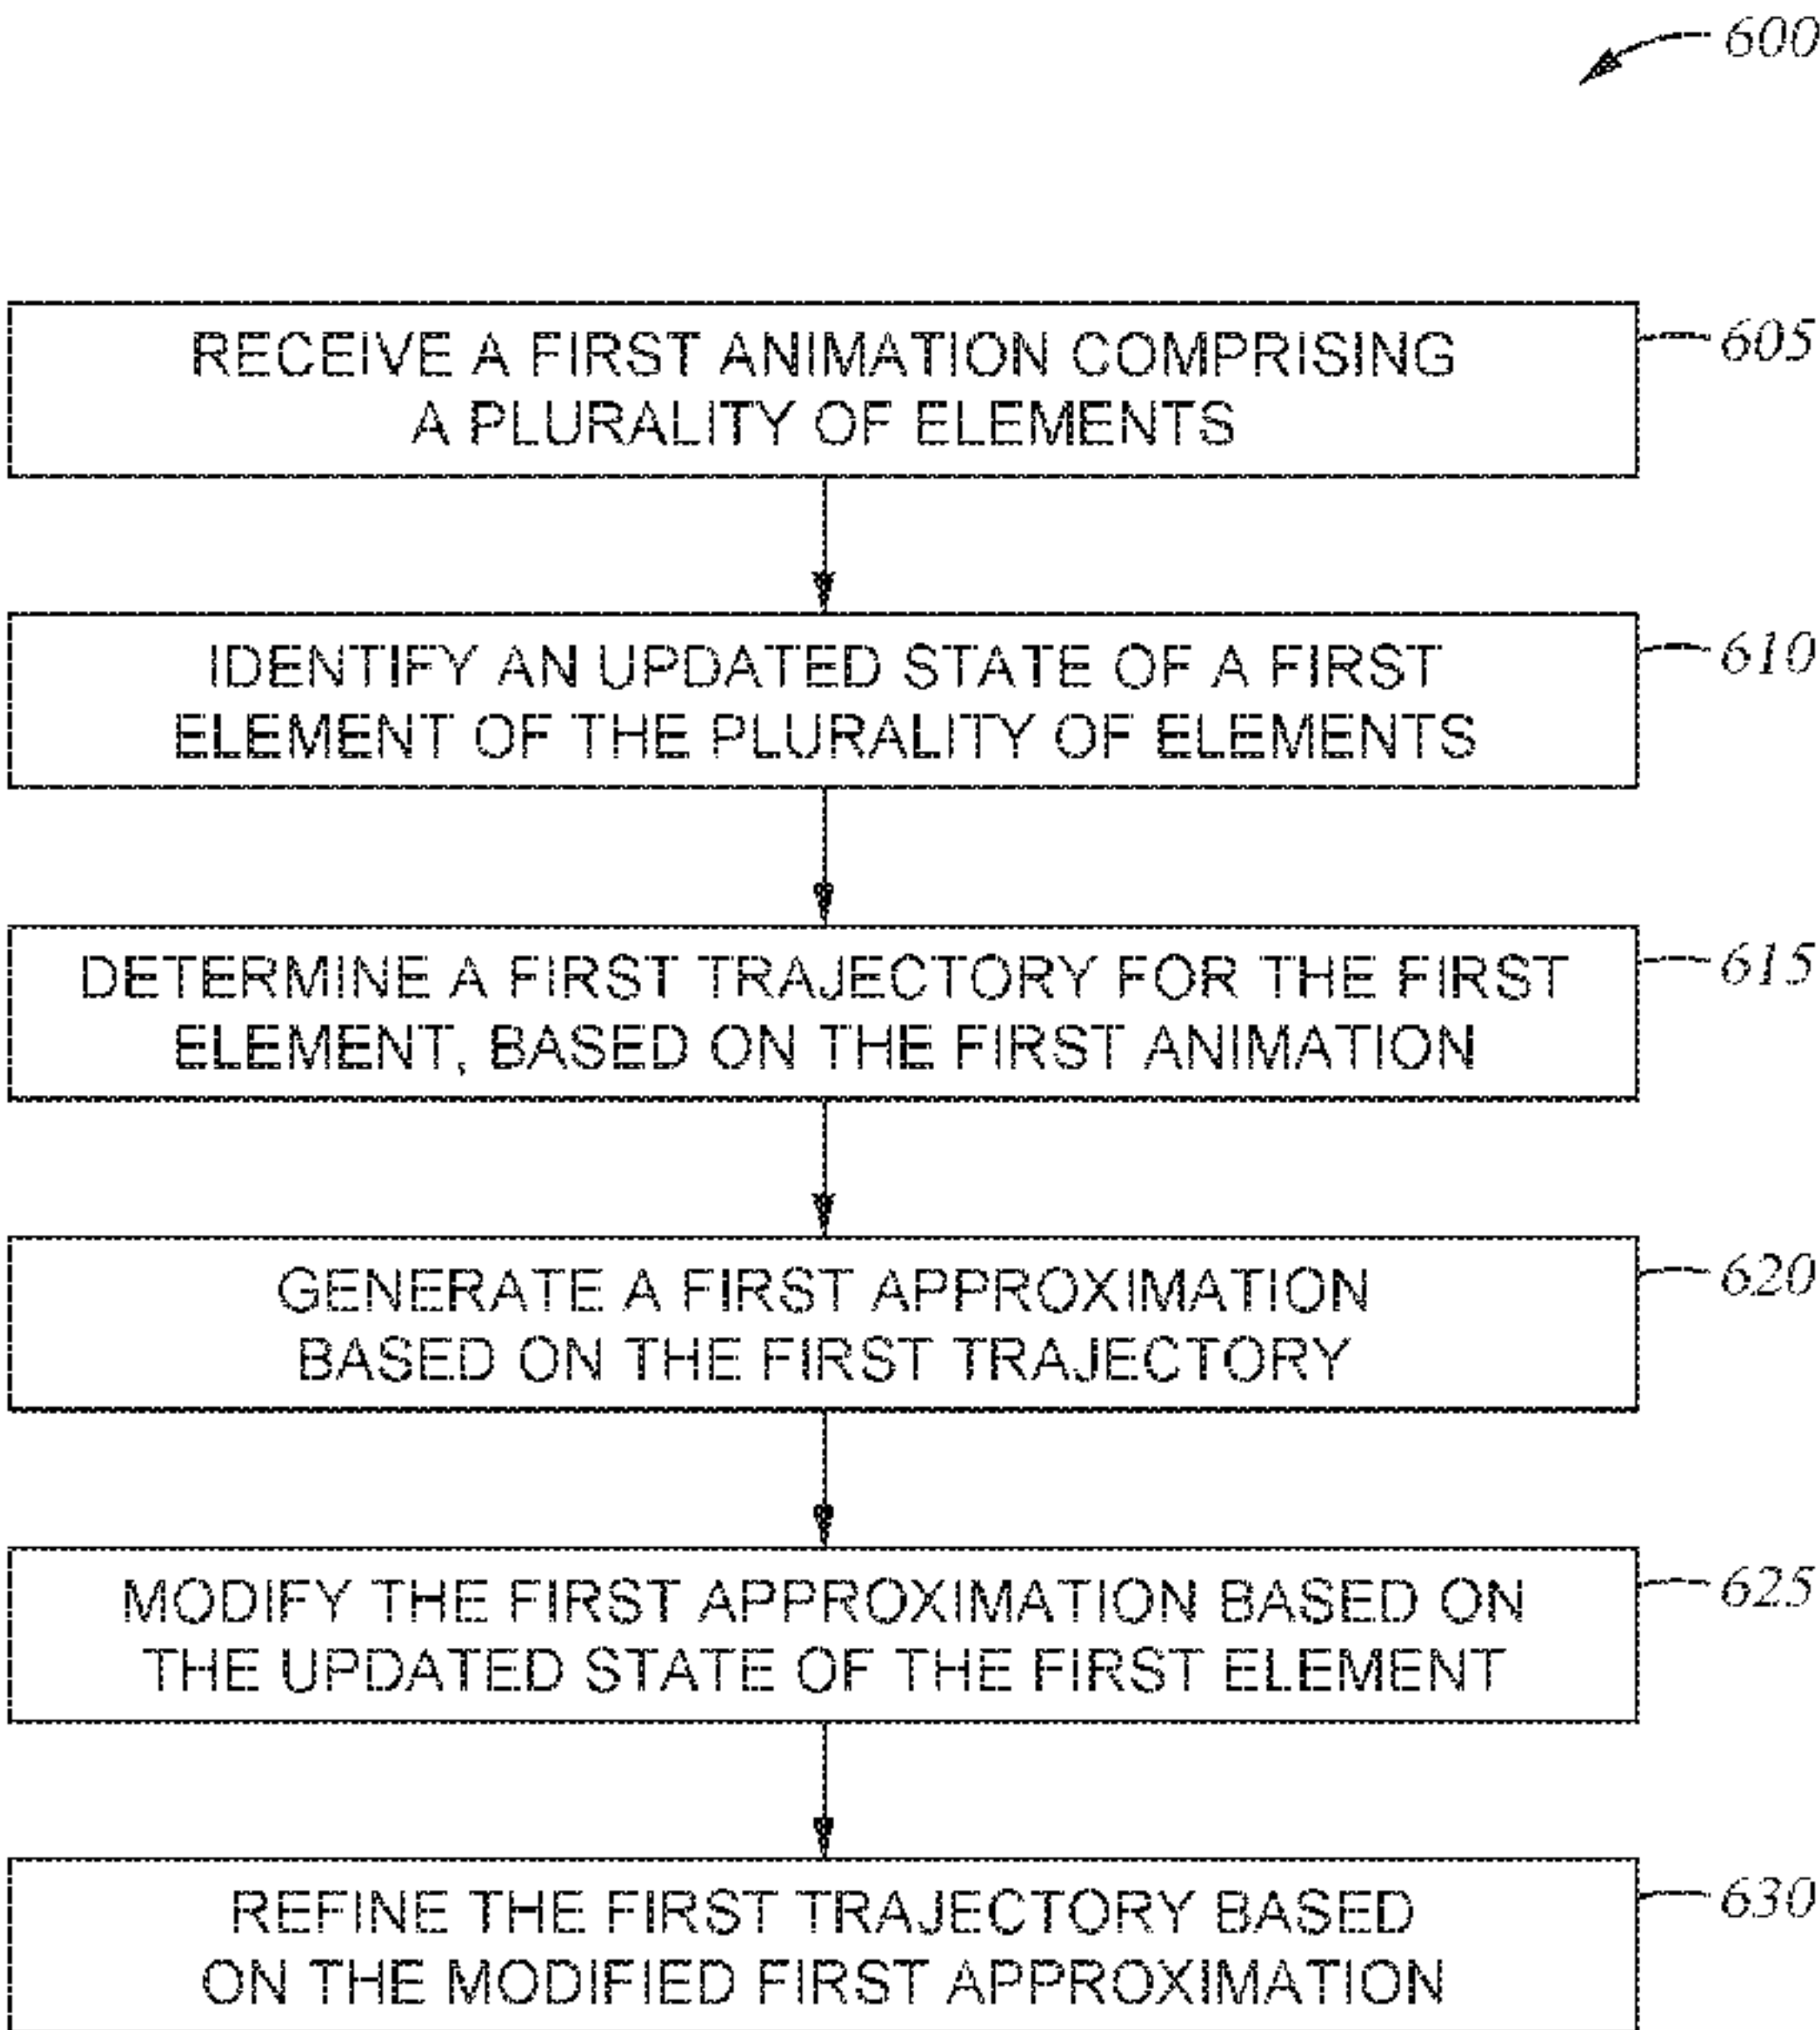 600
RECEIVE A FIRST ANIMATION COMPRISING
A PLURALITY OF ELEMENTS
605
IDENTIFY AN UPDATED STATE OF A FIRST
ELEMENT OF THE PLURALITY OF ELEMENTS
610
DETERMINE A FIRST TRAJECTORY FOR THE FIRST
ELEMENT, BASED ON THE FIRST ANIMATION
615
GENERATE A FIRST APPROXIMATION
BASED ON THE FIRST TRAJECTORY
620
MODIFY THE FIRST APPROXIMATION BASED ON
THE UPDATED STATE OF THE FIRST ELEMENT
625
REFINE THE FIRST TRAJECTORY BASED
ON THE MODIFIED FIRST APPROXIMATION
630